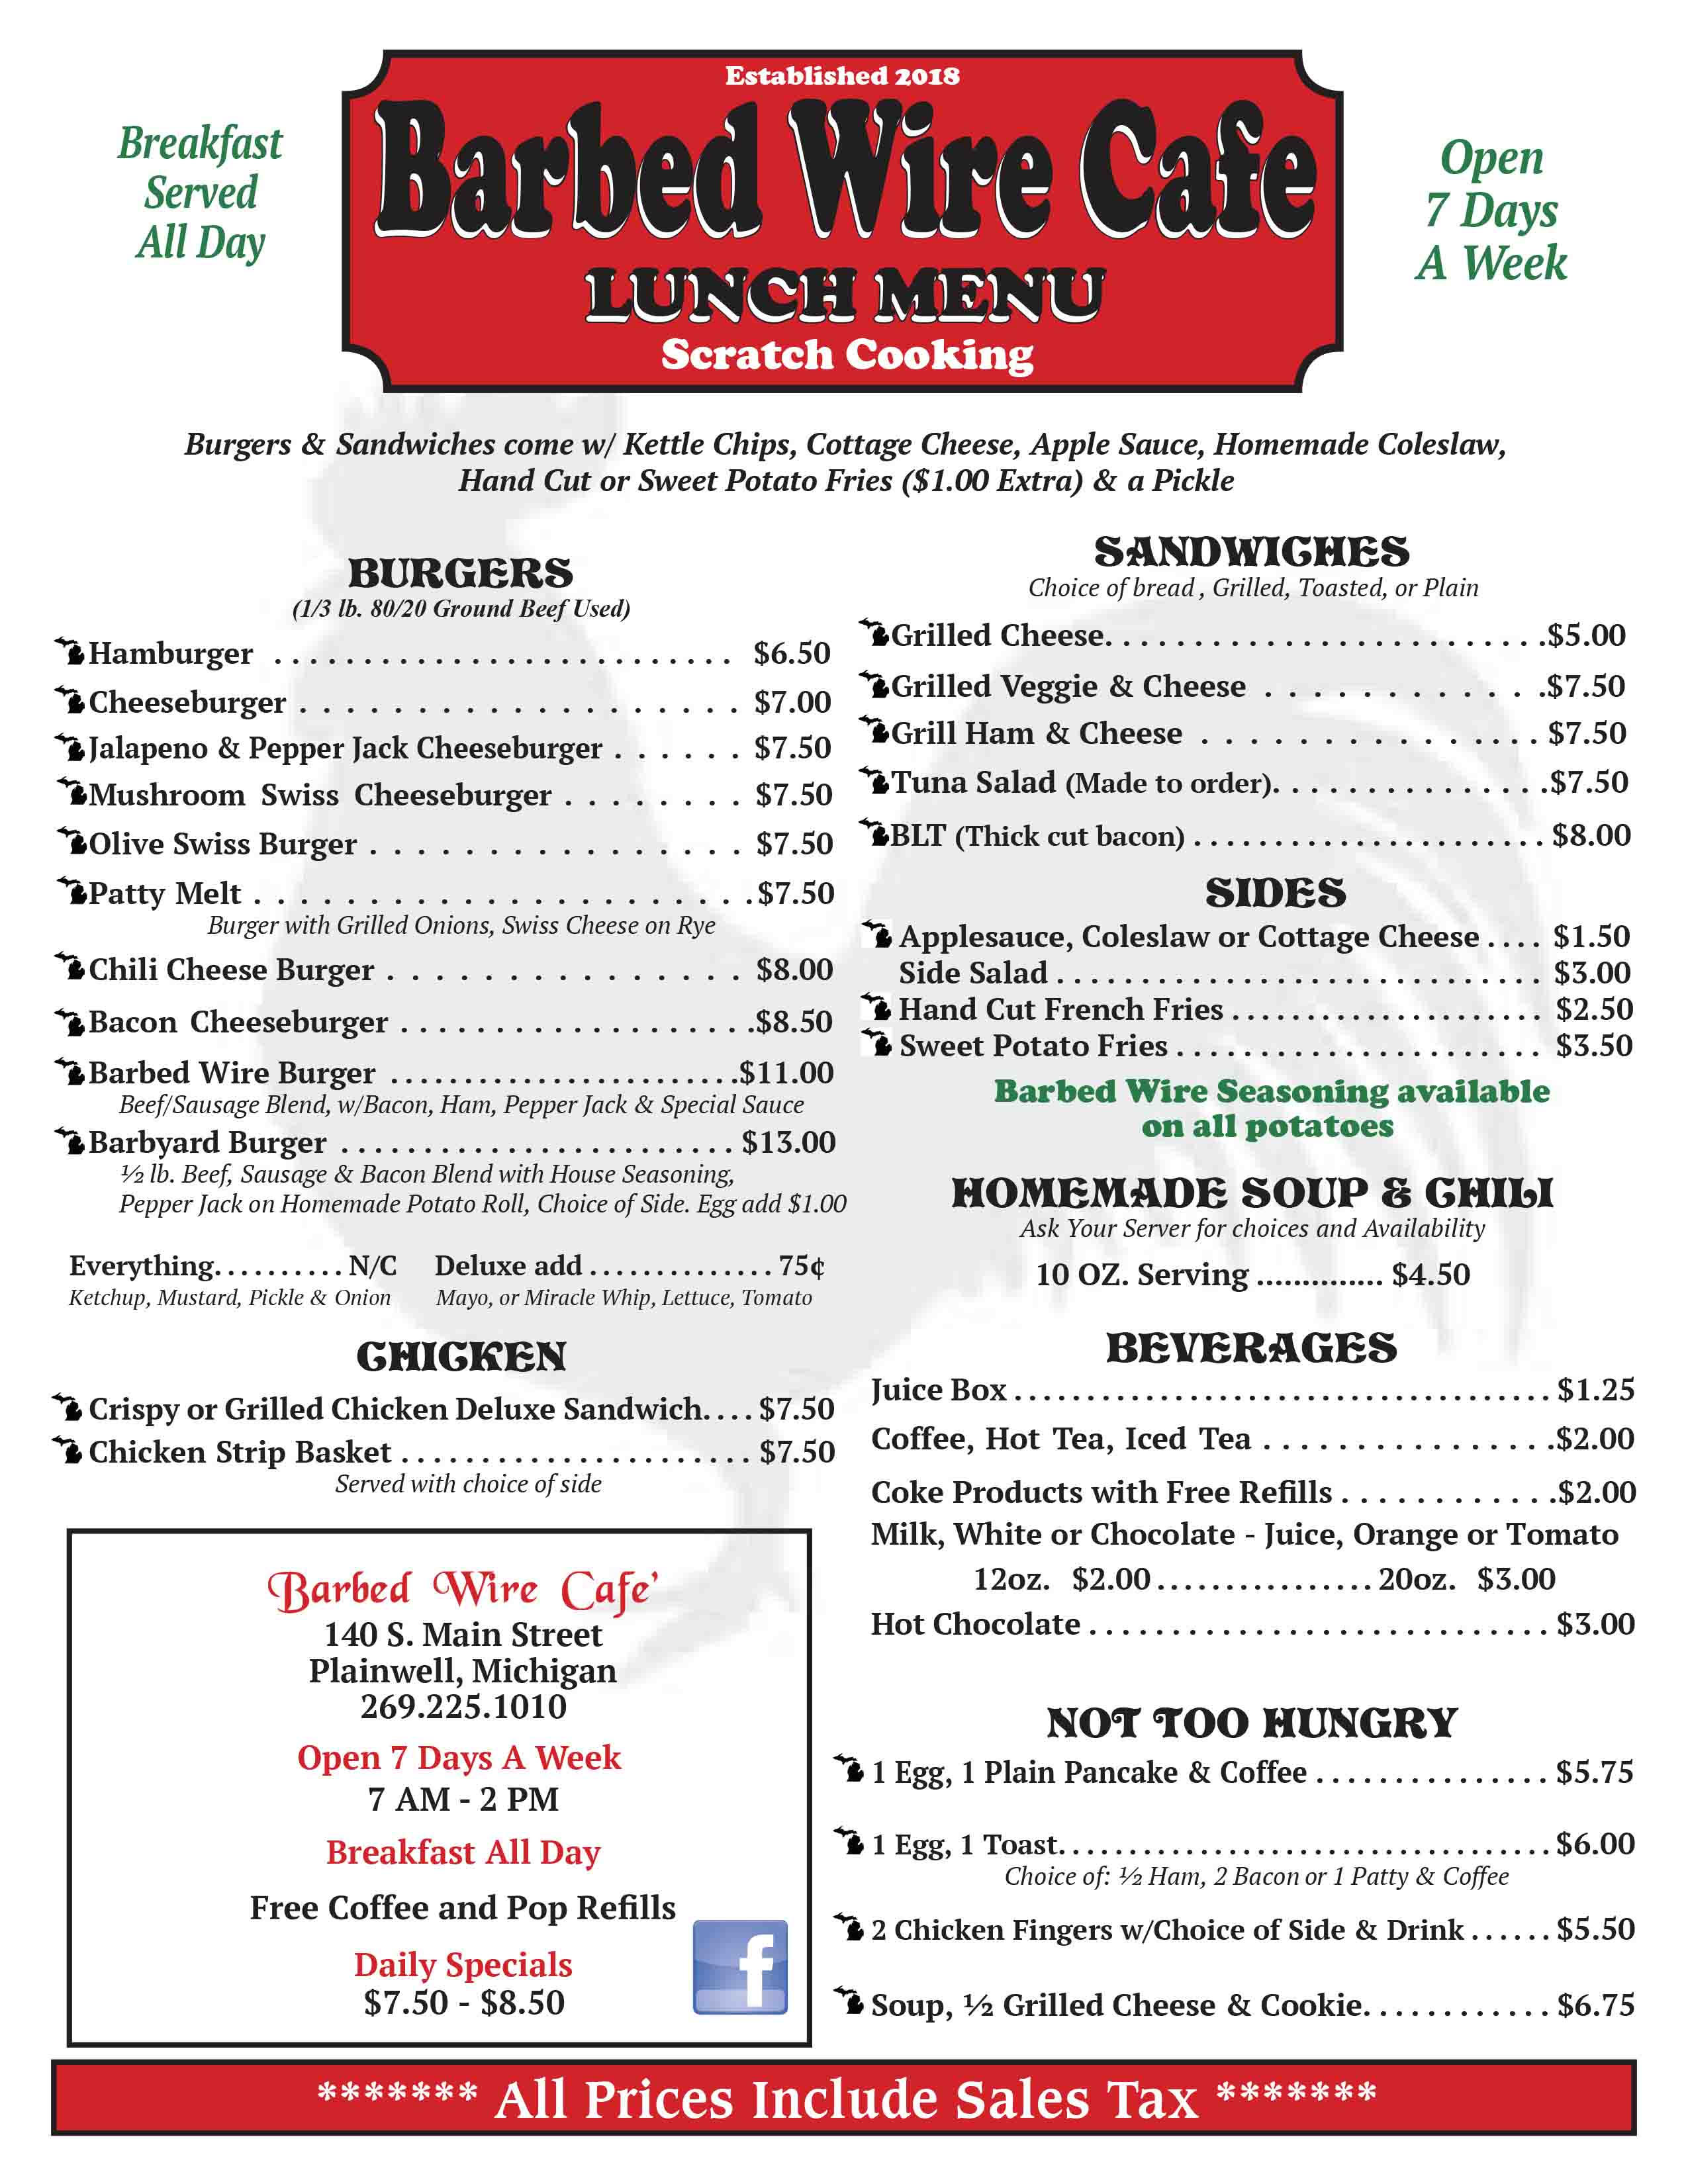 Established 2018
Barbed Wire Cafe
LUNCH MENU
Scratch Cooking
Breakfast
Served
All Day
Open
7 Days
A Week
Burgers & Sandwiches come w/ Kettle Chips, Cottage Cheese, Apple Sauce, Homemade Coleslaw,
Hand Cut or Sweet Potato Fries ($1.00 Extra) & a Pickle
BURGERS
(1/3 lb. 80/20 Ground Beef Used)
Hamburger . . . . . . . . . . . . . . . . . . . . . . . . . . $6.50
Cheeseburger . . . . . . . . . . . . . . . . . . . $7.00
Jalapeno & Pepper Jack Cheeseburger . . . . . . $7.50
Mushroom Swiss Cheeseburger . . . . . . . . $7.50
Olive Swiss Burger . . . . . . . . . . . . . . . . $7.50
Patty Melt . . . . . . . . . . . . . . . . . . . . . $7.50
Burger with Grilled Onions, Swiss Cheese on Rye
Chili Cheese Burger . . . . . . . . . . . . . . . $8.00
Bacon Cheeseburger . . . . . . . . . . . . . . . . . . .$8.50
Barbed Wire Burger . . . . . . . . . . . . . . . . . . . . . . .$11.00
Beef/Sausage Blend, w/Bacon, Ham, Pepper Jack & Special Sauce
Barbyard Burger . . . . . . . . . . . . . . . . . . . . . . . . $13.00
½ lb. Beef, Sausage & Bacon Blend with House Seasoning,
Pepper Jack on Homemade Potato Roll, Choice of Side. Egg add $1.00
Everything. . . . . . . . . . N/C Deluxe add . . . . . . . . . . . . . . 75¢
Ketchup, Mustard, Pickle & Onion Mayo, or Miracle Whip, Lettuce, Tomato
CHICKEN
Crispy or Grilled Chicken Deluxe Sandwich. . . . $7.50
Chicken Strip Basket . . . . . . . . . . . . . . . . . . . . . $7.50
Served with choice of side
Barbed Wire Cafe'
140 S. Main Street
Plainwell, Michigan
269.225.1010
Open 7 Days A Week
7 AM - 2 PM
Breakfast All Day
Free Coffee and Pop Refills
Daily Specials
$7.50 - $8.50
f
SANDWICHES
Choice of bread , Grilled, Toasted, or Plain
Grilled Cheese. . . . . . . . . . . . . . . . . . . . . . . . .$5.00
Grilled Veggie & Cheese . . . . . . . . . . . . .$7.50
Grill Ham & Cheese . . . . . . . . . . . . . . . $7.50
Tuna Salad (Made to order). . . . . . . . . . . . . . .$7.50
BLT (Thick cut bacon) . . . . . . . . . . . . . . . . . . . . . . $8.00
SIDES
Applesauce, Coleslaw or Cottage Cheese . . . . $1.50
Side Salad . . . . . . . . . . . . . . . . . . . . . . . . . . . . . $3.00
Hand Cut French Fries . . . . . . . . . . . . . . . . . . . . $2.50
Sweet Potato Fries . . . . . . . . . . . . . . . . . . . . . . $3.50
Barbed Wire Seasoning available
on all potatoes
HOMEMADE SOUP & CHILI
Ask Your Server for choices and Availability
10 OZ. Serving .............. $4.50
BEVERAGES
Juice Box . . . . . . . . . . . . . . . . . . . . . . . . . . . . . . . . . . . . . $1.25
Coffee, Hot Tea, Iced Tea . . . . . . . . . . . . . . . .$2.00
Coke Products with Free Refills . . . . . . . . . . . .$2.00
Milk, White or Chocolate - Juice, Orange or Tomato
12oz. $2.00 . . . . . . . . . . . . . . . . 20oz. $3.00
Hot Chocolate . . . . . . . . . . . . . . . . . . . . . . . . . . . . $3.00
NOT TOO HUNGRY
1 Egg, 1 Plain Pancake & Coffee . . . . . . . . . . . . . . . $5.75
1 Egg, 1 Toast. . . . . . . . . . . . . . . . . . . . . . . . . . . . . . . . . . $6.00
Choice of: ½ Ham, 2 Bacon or 1 Patty & Coffee
2 Chicken Fingers w/Choice of Side & Drink . . . . . . $5.50
Soup, ½ Grilled Cheese & Cookie. . . . . . . . . . . . $6.75
******* All Prices Include Sales Tax *******